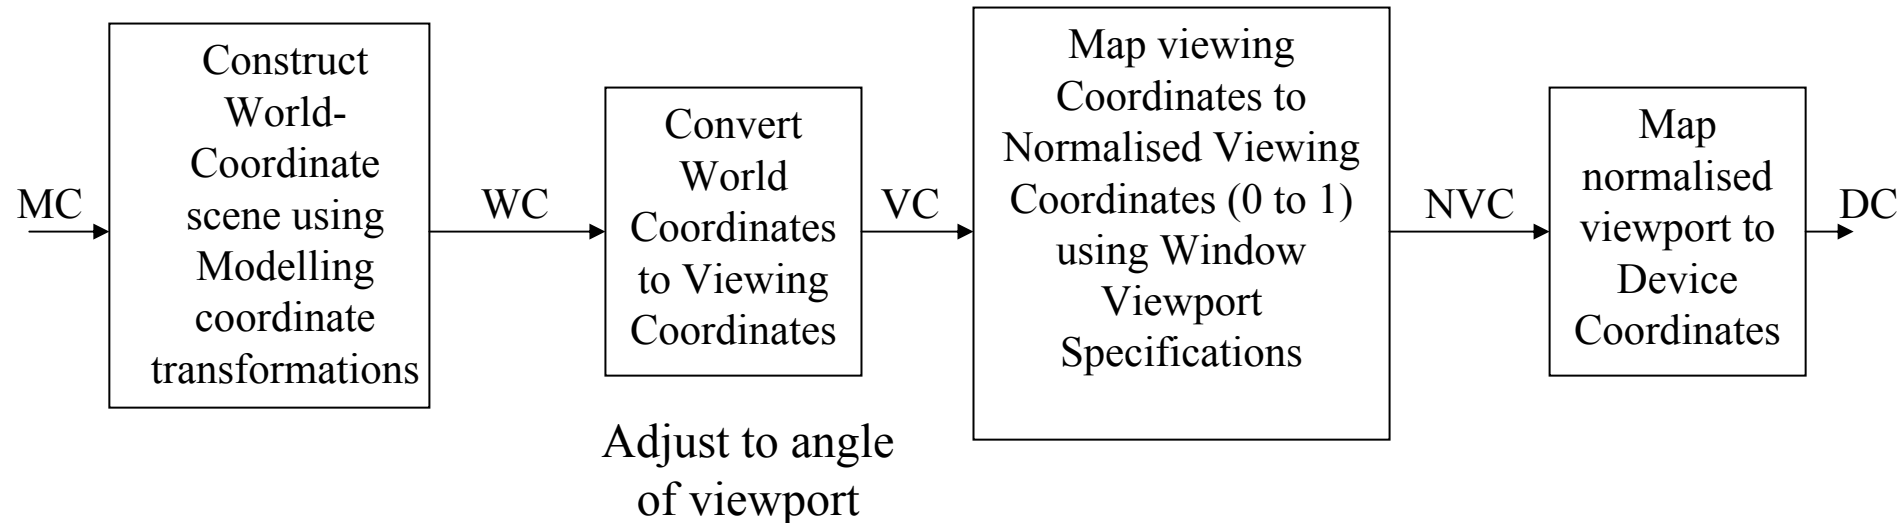 MC
Construct
World-
Coordinate
scene using
Modelling
coordinate
transformations
WC
Convert
World
Coordinates
to Viewing
Coordinates
Adjust to angle
of viewport
VC
Map viewing
Coordinates to
Normalised Viewing
Coordinates (0 to 1)
using Window
Viewport
Specifications
NVC
Map
normalised
viewport to
Device
Coordinates
DC